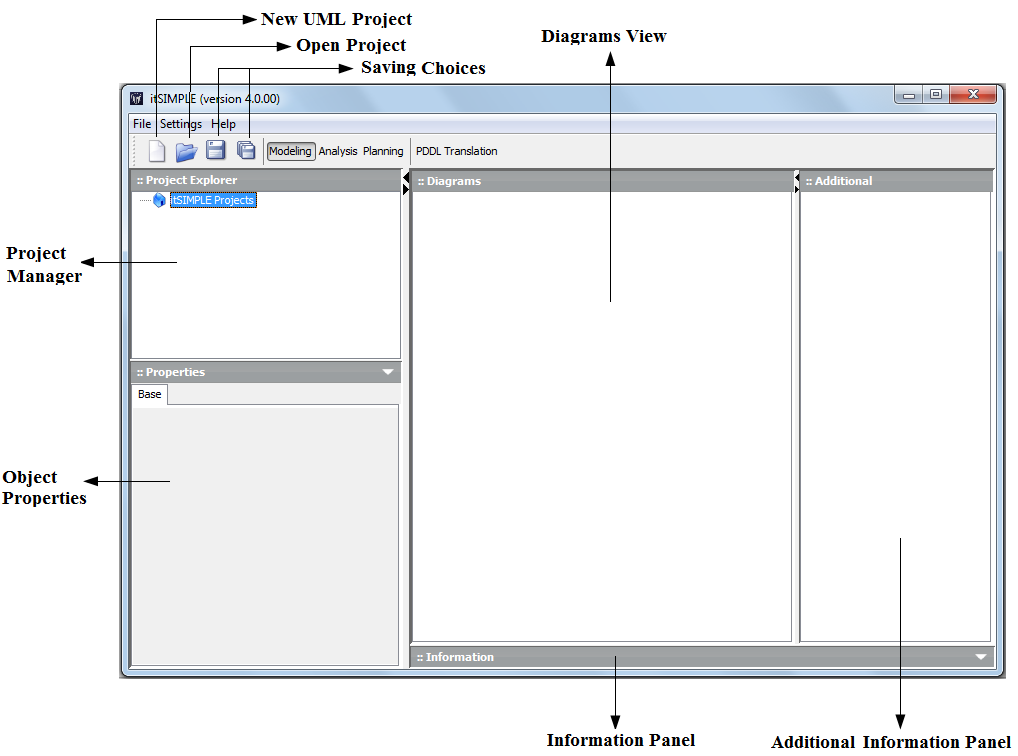 New UML Project
Open Project
Saving Choices
Diagrams View
itSIMPLE (version 4.0.00)
File Settings Help
Modeling Analysis Planning PDDL Translation
:: Project Explorer
:: Diagrams
:: Additional
itSIMPLE Projects
Project
Manager
:: Properties
Base
Object
Properties
:: Information
Information Panel
Additional Information Panel